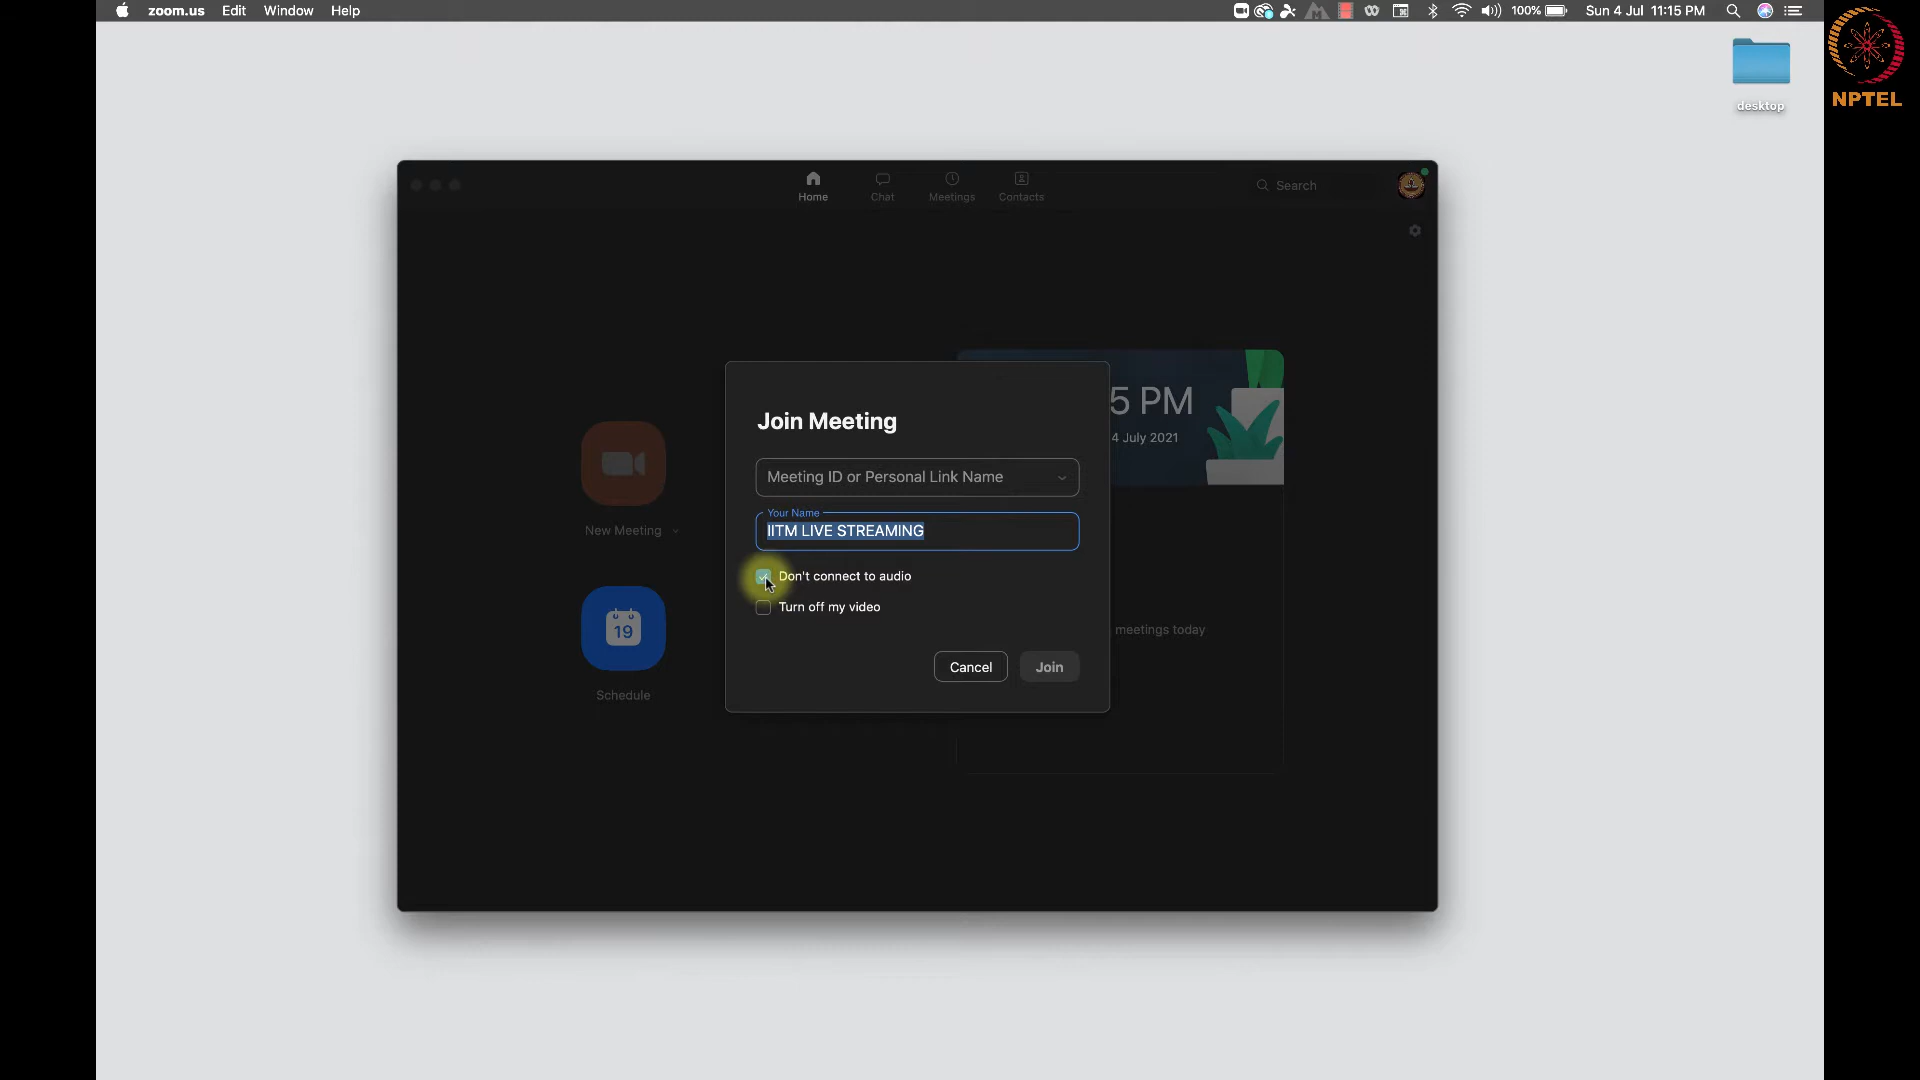 zoom.us Edit Window Help
100% Sun 4 Jul 11:15 PM
NPTEL
desktop
Home Chat Meetings Contacts
Search
Join Meeting
5 PM
4 July 2021
Meeting ID or Personal Link Name
Your Name
IITM LIVE STREAMING
New Meeting
Don't connect to audio
Turn off my video
19
meetings today
Cancel Join
Schedule